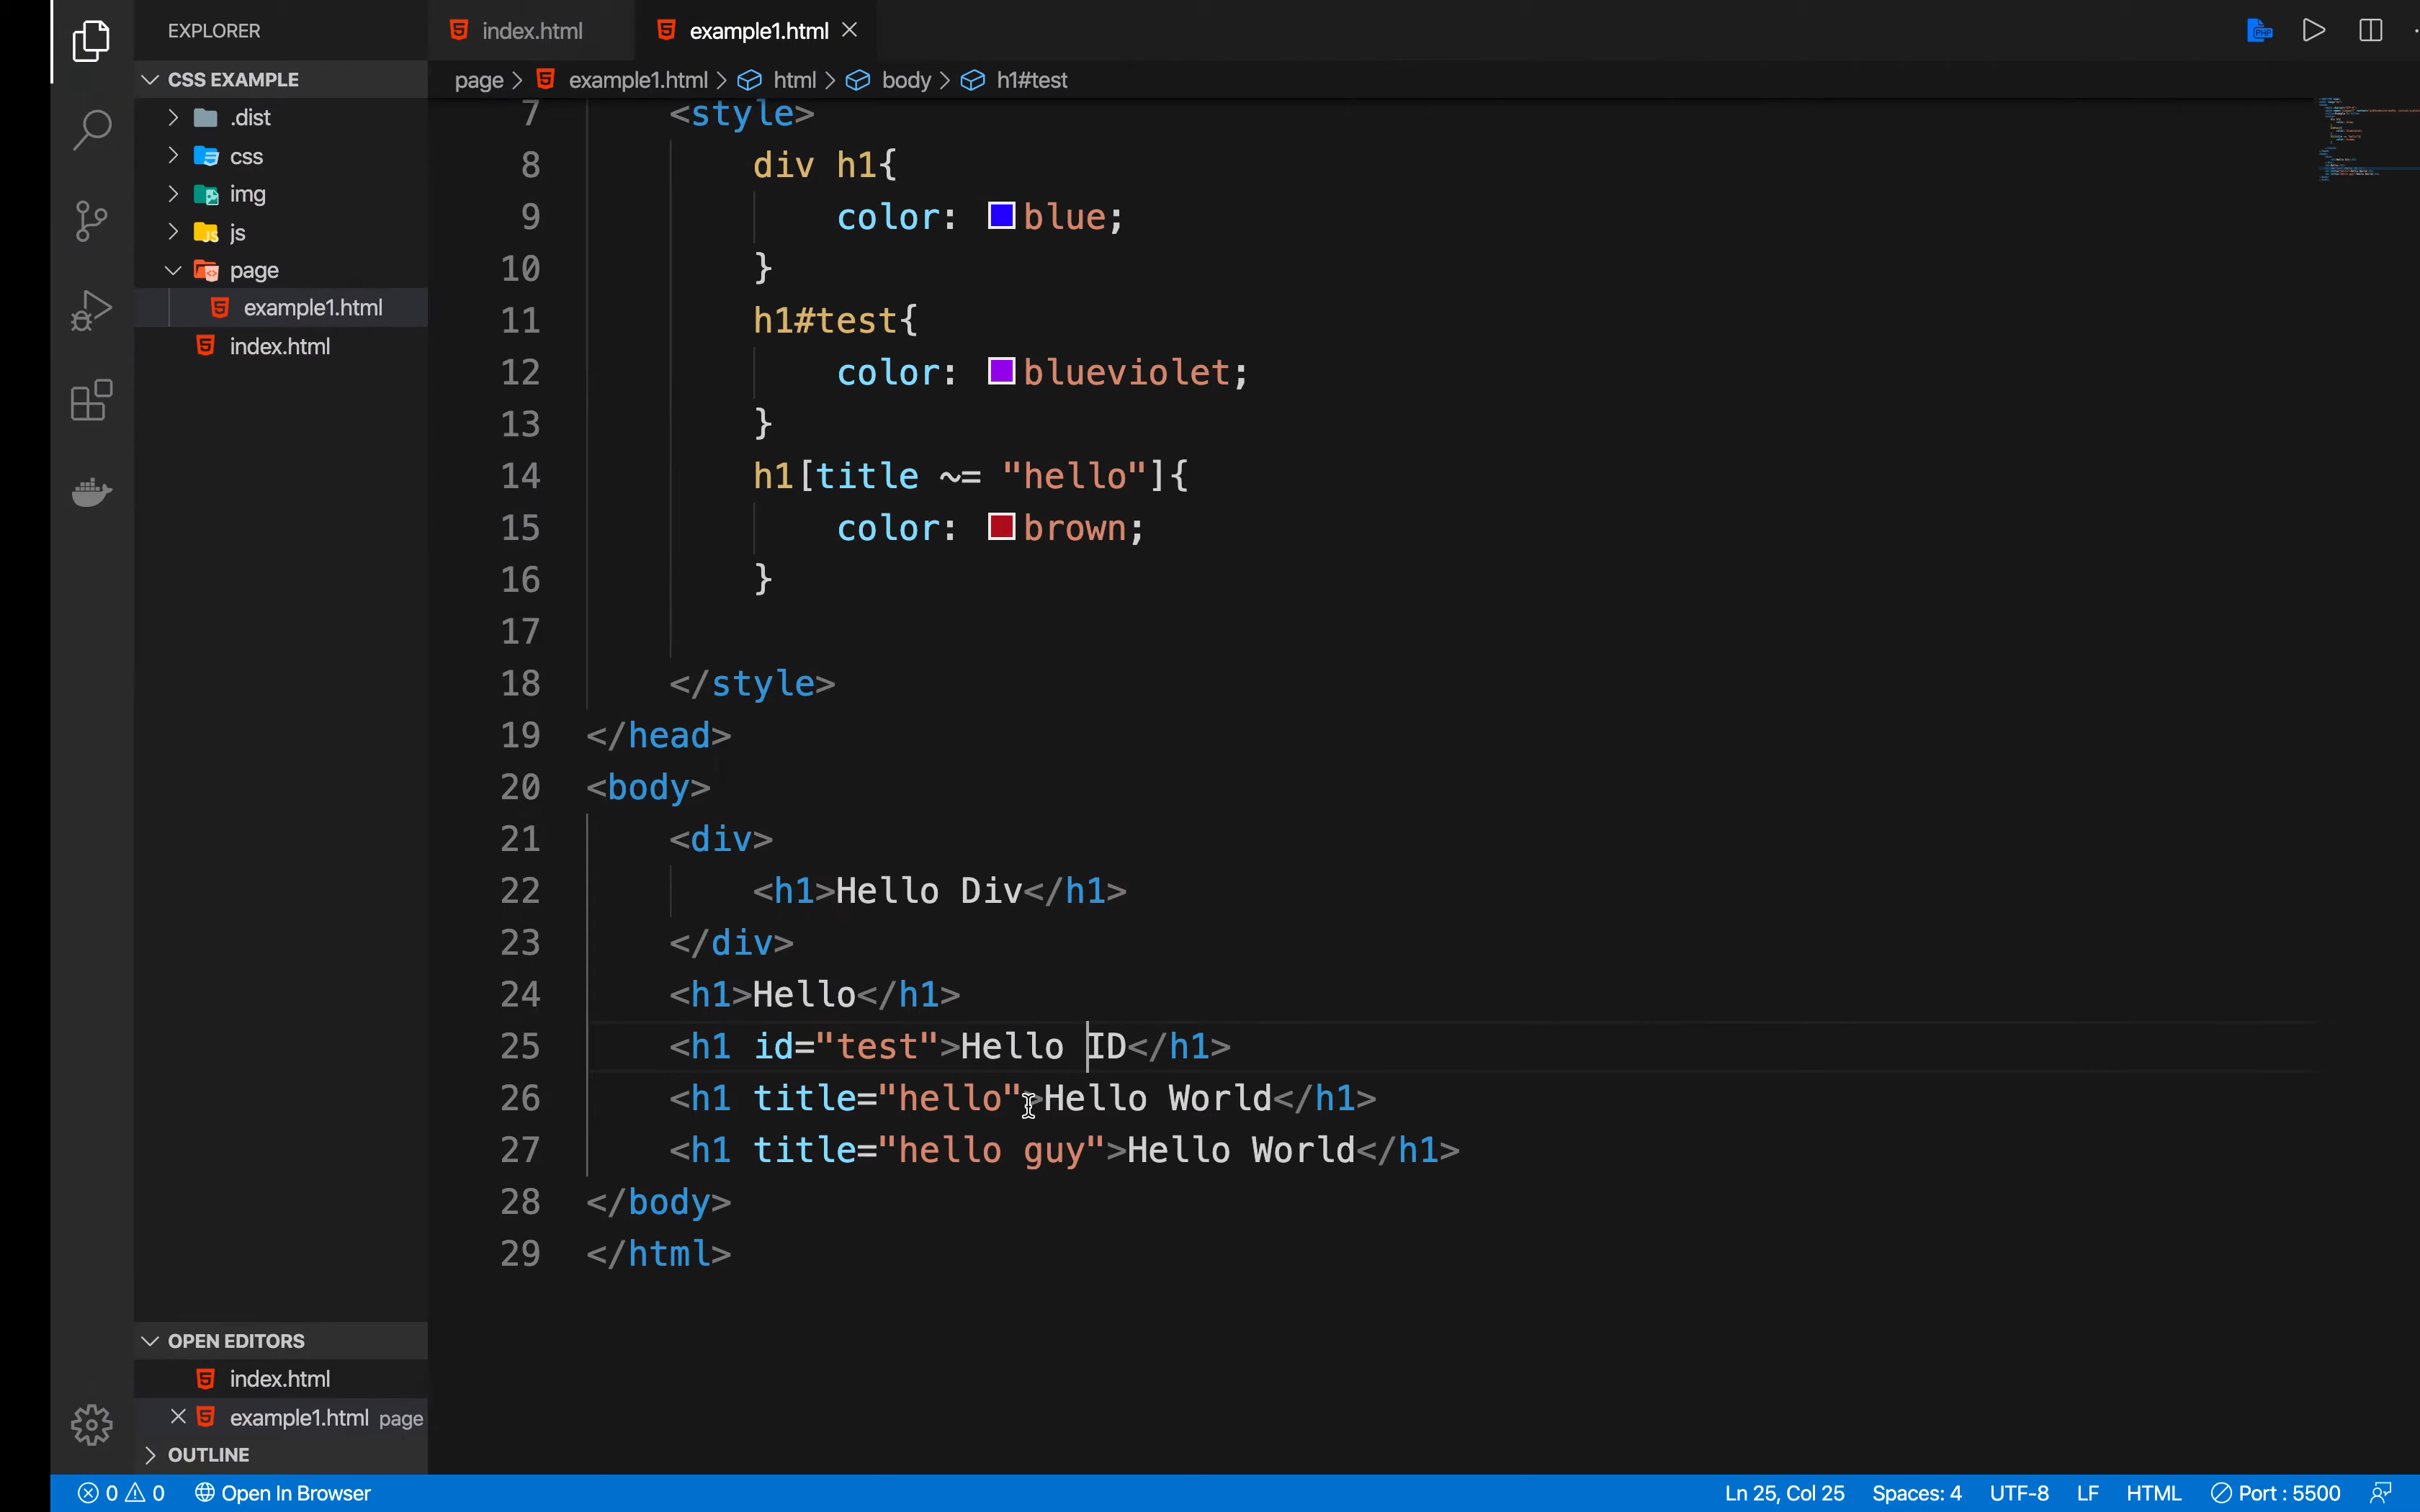 EXPLORER
CSS EXAMPLE
.dist
css
img
js
page
example1.html
index.html
OPEN EDITORS
index.html
example1.html page
OUTLINE
index.html
example1.html
page > example1.html > html > body > h1#test
7 <style>
8 div h1{
9 color: blue;
10 }
11 h1#test{
12 color: blueviolet;
13 }
14 h1[title ~= "hello"]{
15 color: brown;
16 }
17
18 </style>
19 </head>
20 <body>
21 <div>
22 <h1>Hello Div</h1>
23 </div>
24 <h1>Hello</h1>
25 <h1 id="test">Hello ID</h1>
26 <h1 title="hello">Hello World</h1>
27 <h1 title="hello guy">Hello World</h1>
28 </body>
29 </html>
0 0 Open In Browser Ln 25, Col 25 Spaces: 4 UTF-8 LF HTML Port : 5500